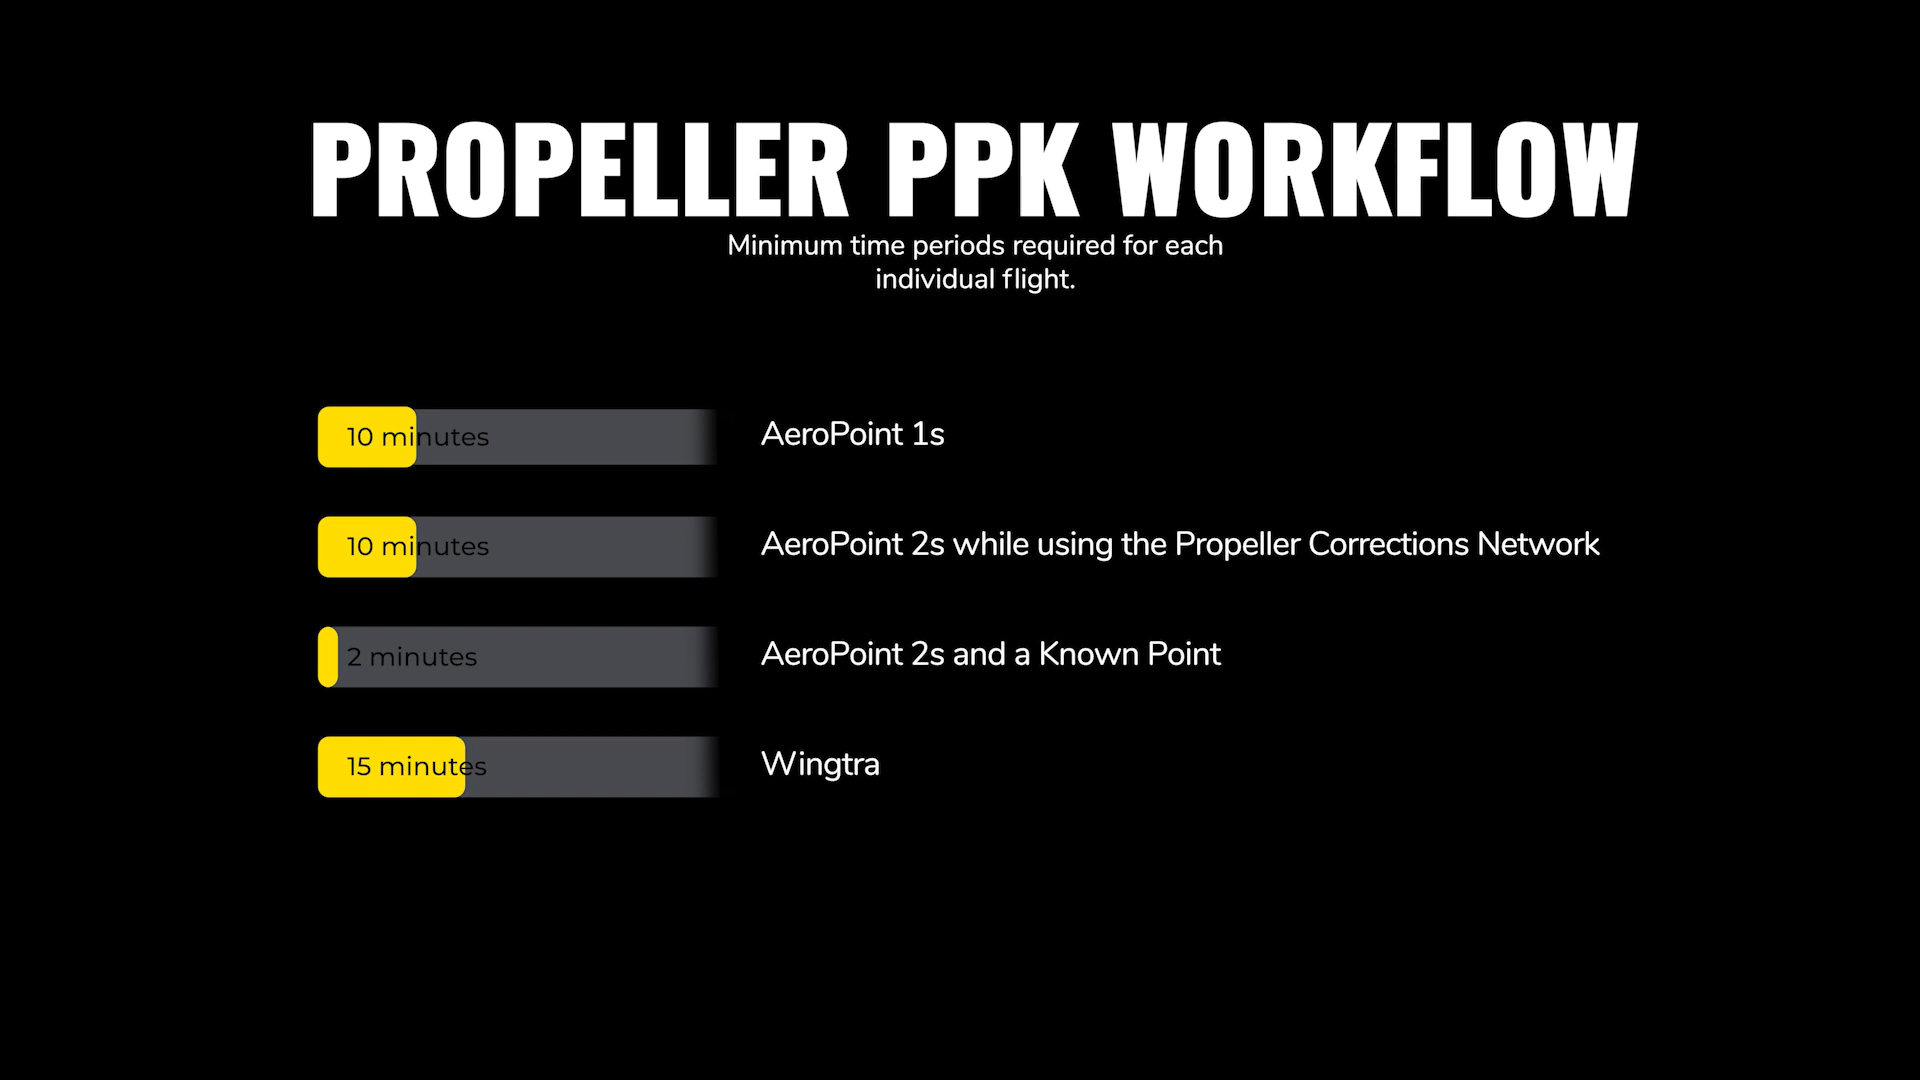 PROPELLER PPK WORKFLOW
Minimum time periods required for each
individual flight.
10 minutes AeroPoint 1s
10 minutes AeroPoint 2s while using the Propeller Corrections Network
2 minutes AeroPoint 2s and a Known Point
15 minutes Wingtra